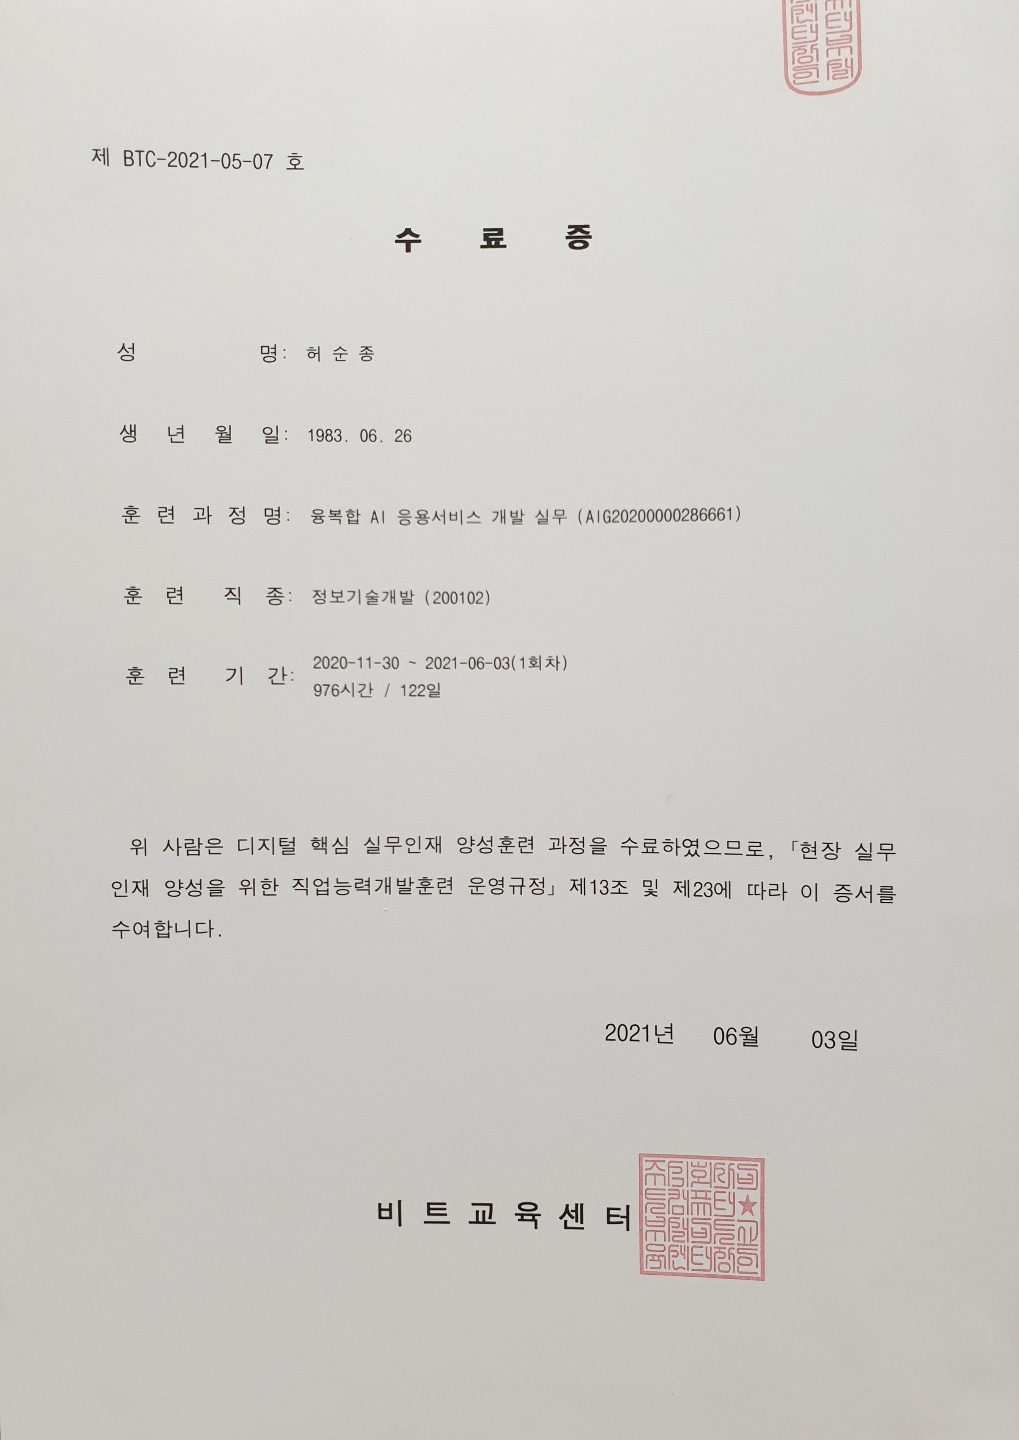 제 BTC-2021-05-07 호
수 료 증
성 명: 허 순 종
생 년 월 일: 1983. 06. 26
훈 련 과 정 명: 융복합 AI 응용서비스 개발 실무 (AIG20200000286661)
훈 련 직 종: 정보기술개발 (200102)
훈 련 기 간: 2020-11-30 ~ 2021-06-03(1회차)
976시간 / 122일
위 사람은 디지털 핵심 실무인재 양성훈련 과정을 수료하였으므로, 「현장 실무
인재 양성을 위한 직업능력개발훈련 운영규정」 제13조 및 제23에 따라 이 증서를
수여합니다.
2021년 06월 03일
비 트 교 육 센 터